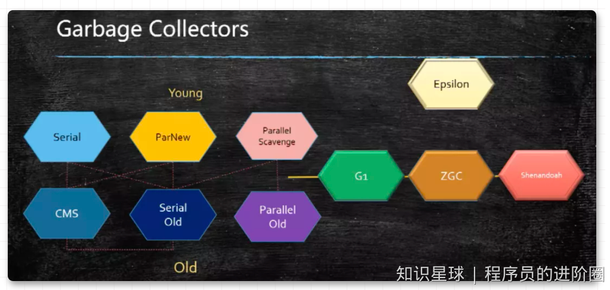 Garbage Collectors
Epsilon
Young
Serial
ParNew
Parallel
Scavenge
G1
ZGC
Shenandoah
CMS
Serial
Old
Parallel
Old
Old
知识星球 | 程序员的进阶圈